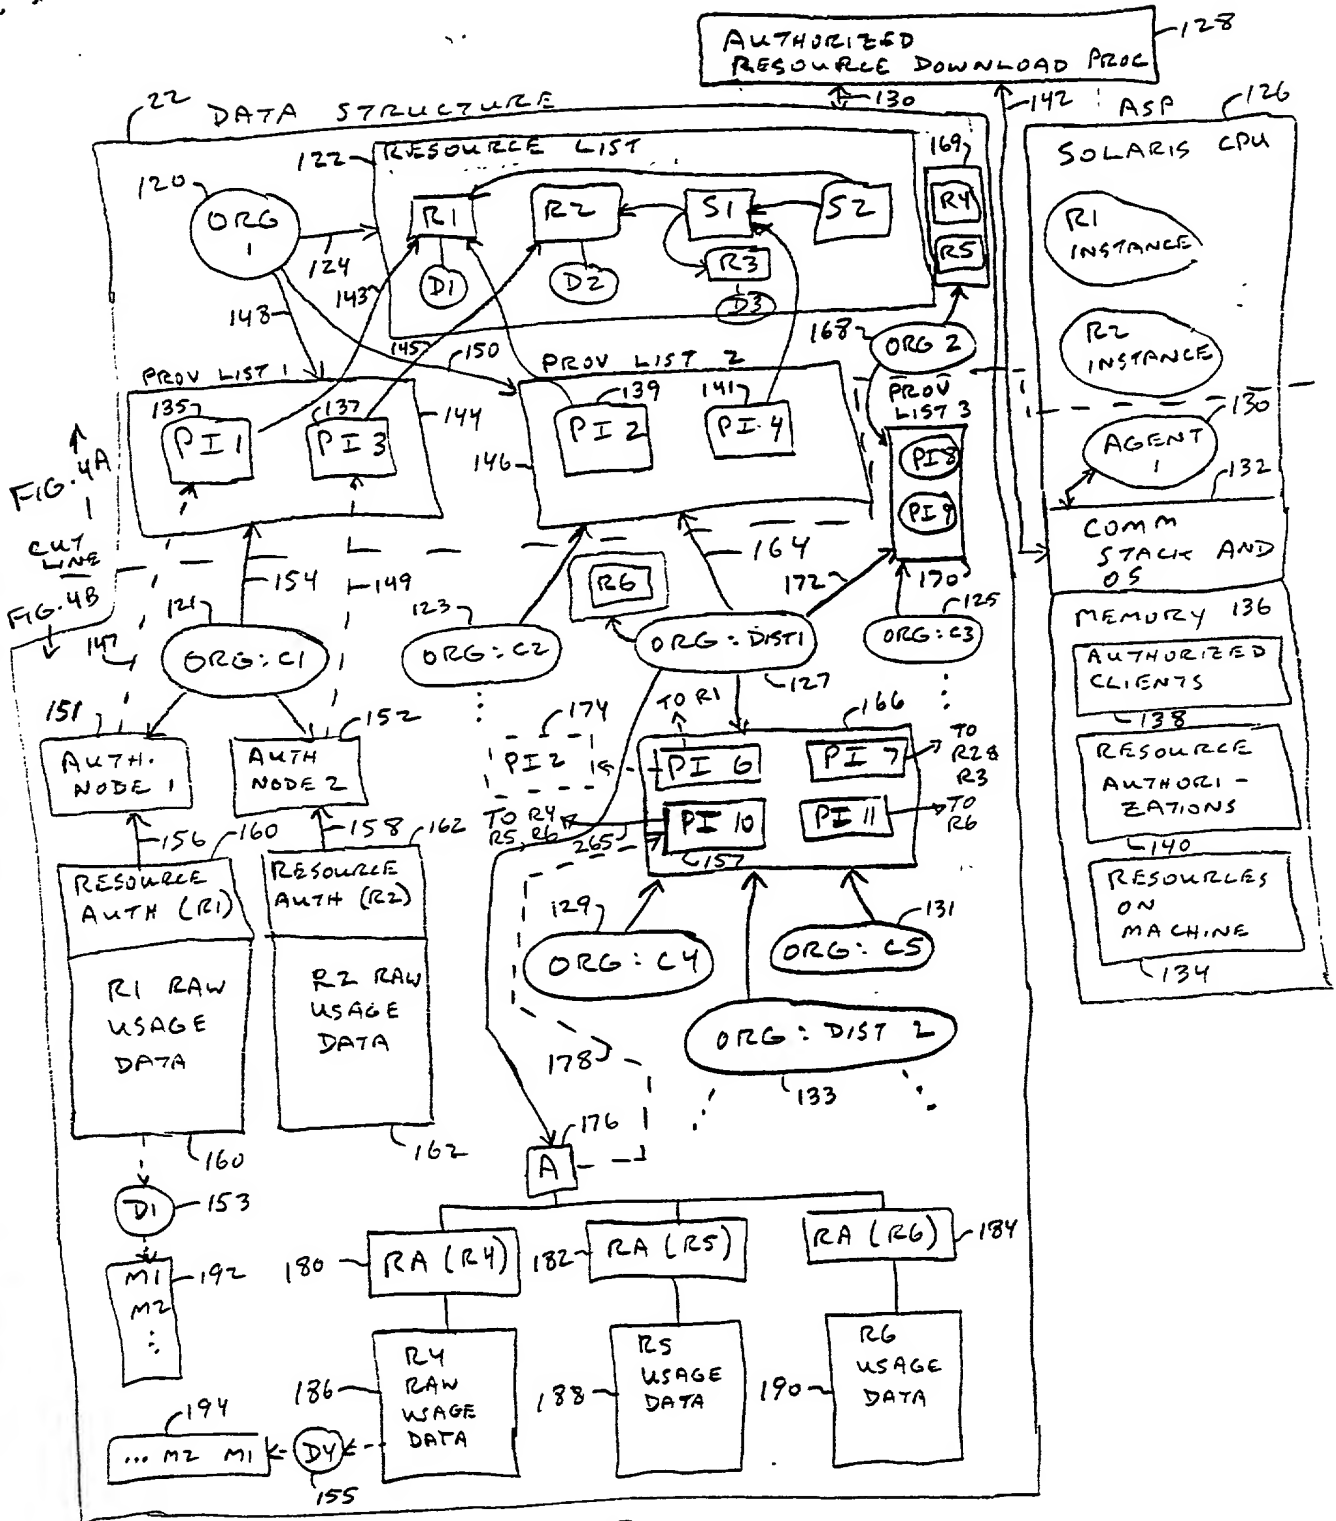 AUTHORIZED
RESOURCE DOWNLOAD PROC
128
22
DATA STRUCTURE
130
142
ASP
126
122
RESOURCE LIST
169
SOLARIS CPU
120
ORG
1
124
R1
R2
S1
S2
R3
D1
D2
D3
R4
R5
R1
INSTANCE
148
143
145
150
168
ORG 2
R2
INSTANCE
PROV LIST 1
PROV LIST 2
PROV
LIST 3
135
PI 1
137
PI 3
144
139
PI 2
141
PI.4
146
PI8
PI9
130
AGENT
1
132
FIG. 4A
CUT
LINE
FIG. 4B
COMM
STACK AND
OS
154
149
164
172
170
R6
147
121
ORG: C1
123
ORG: C2
ORG: DIST1
127
125
ORG: C3
MEMORY 136
AUTHORIZED
CLIENTS
138
151
AUTH.
NODE 1
152
AUTH
NODE 2
174
PI 2
TO R1
166
PI 6
PI 7
TO
R2 &
R3
RESOURCE
AUTHORI-
ZATIONS
140
TO R4
R5, R6
265
PI 10
157
PI 11
TO
R6
156
160
158
162
RESOURCE
AUTH (R1)
RESOURCE
AUTH (R2)
RESOURCES
ON
MACHINE
134
129
ORG: C4
131
ORG: C5
R1 RAW
USAGE
DATA
R2 RAW
USAGE
DATA
ORG: DIST 2
133
178
160
162
176
A
D1
153
M1
M2
192
180
RA (R4)
182
RA (R5)
RA (R6)
184
186
R4
RAW
USAGE
DATA
188
R5
USAGE
DATA
190
R6
USAGE
DATA
194
... M2 M1
D4
155